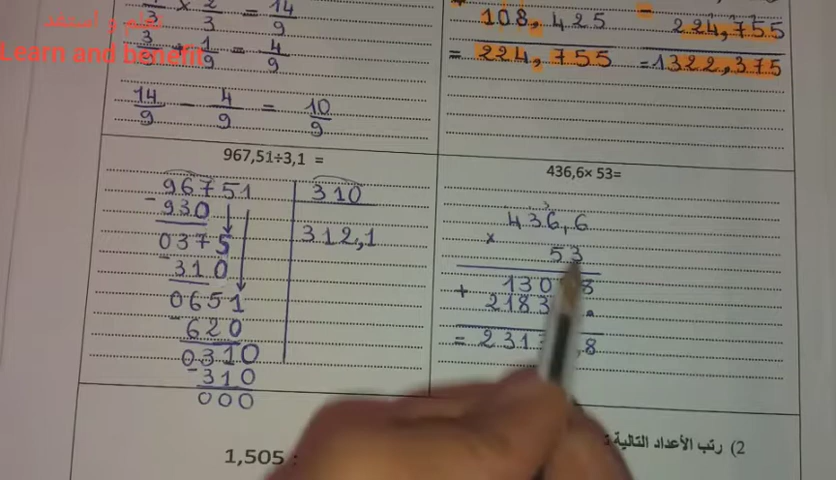 تعلم و استفد
Learn and benefit
× 2/3 = 14/9
+ 1/9 = 4/9
14/9 - 4/9 = 10/9
+ 108,425
= 224,755
- 224,755
= 1322,375
967,51÷3,1 =
96751 | 310
- 930 | 312,1
0375
- 310
0651
- 620
0310
- 310
000
436,6× 53=
436,6
× 53
+
=
2) رتب الأعداد التالية
1,505 :